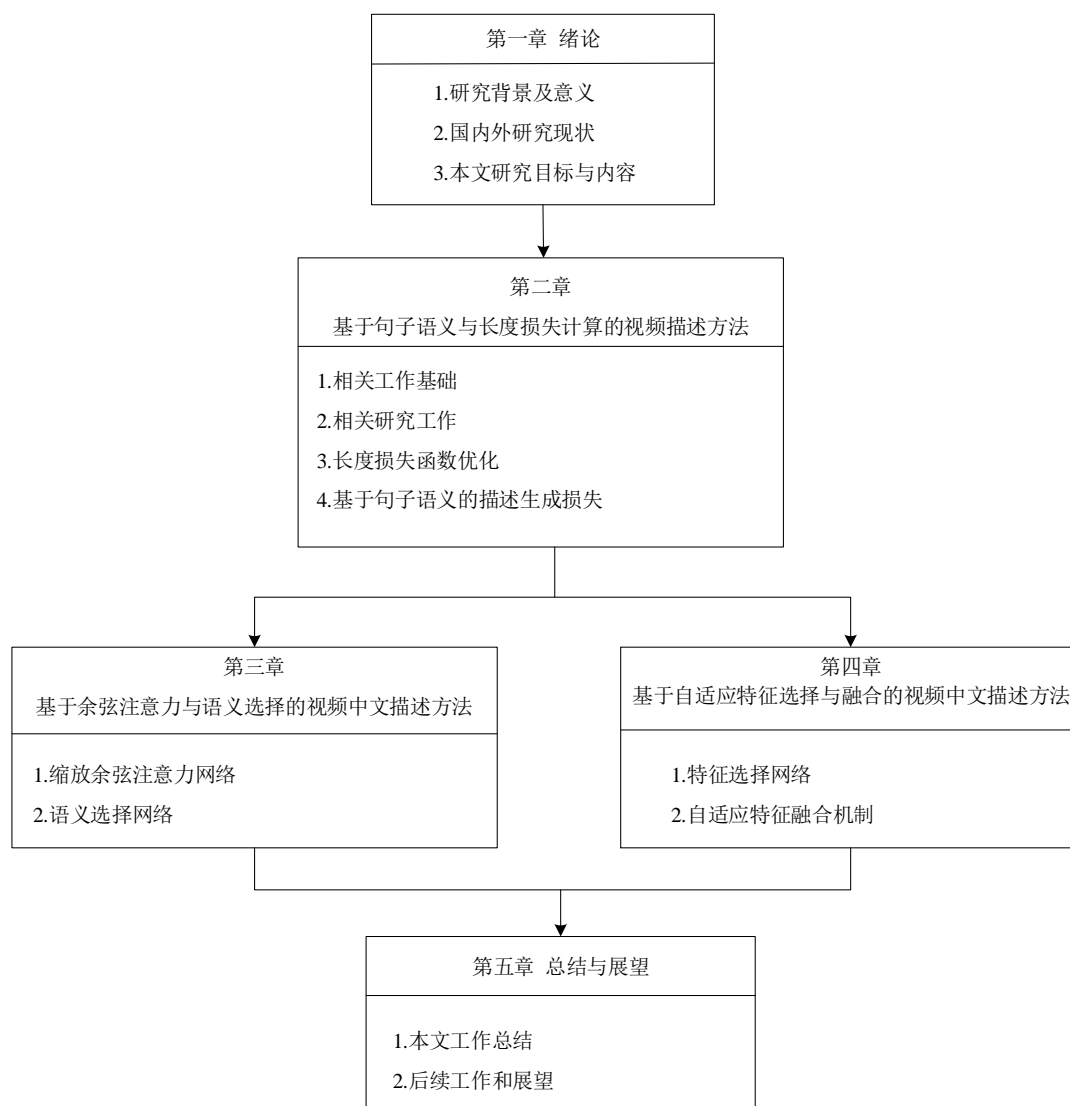 第一章 绪论
1.研究背景及意义
2.国内外研究现状
3.本文研究目标与内容
第二章
基于句子语义与长度损失计算的视频描述方法
1.相关工作基础
2.相关研究工作
3.长度损失函数优化
4.基于句子语义的描述生成损失
第三章
基于余弦注意力与语义选择的视频中文描述方法
1.缩放余弦注意力网络
2.语义选择网络
第四章
基于自适应特征选择与融合的视频中文描述方法
1.特征选择网络
2.自适应特征融合机制
第五章 总结与展望
1.本文工作总结
2.后续工作和展望